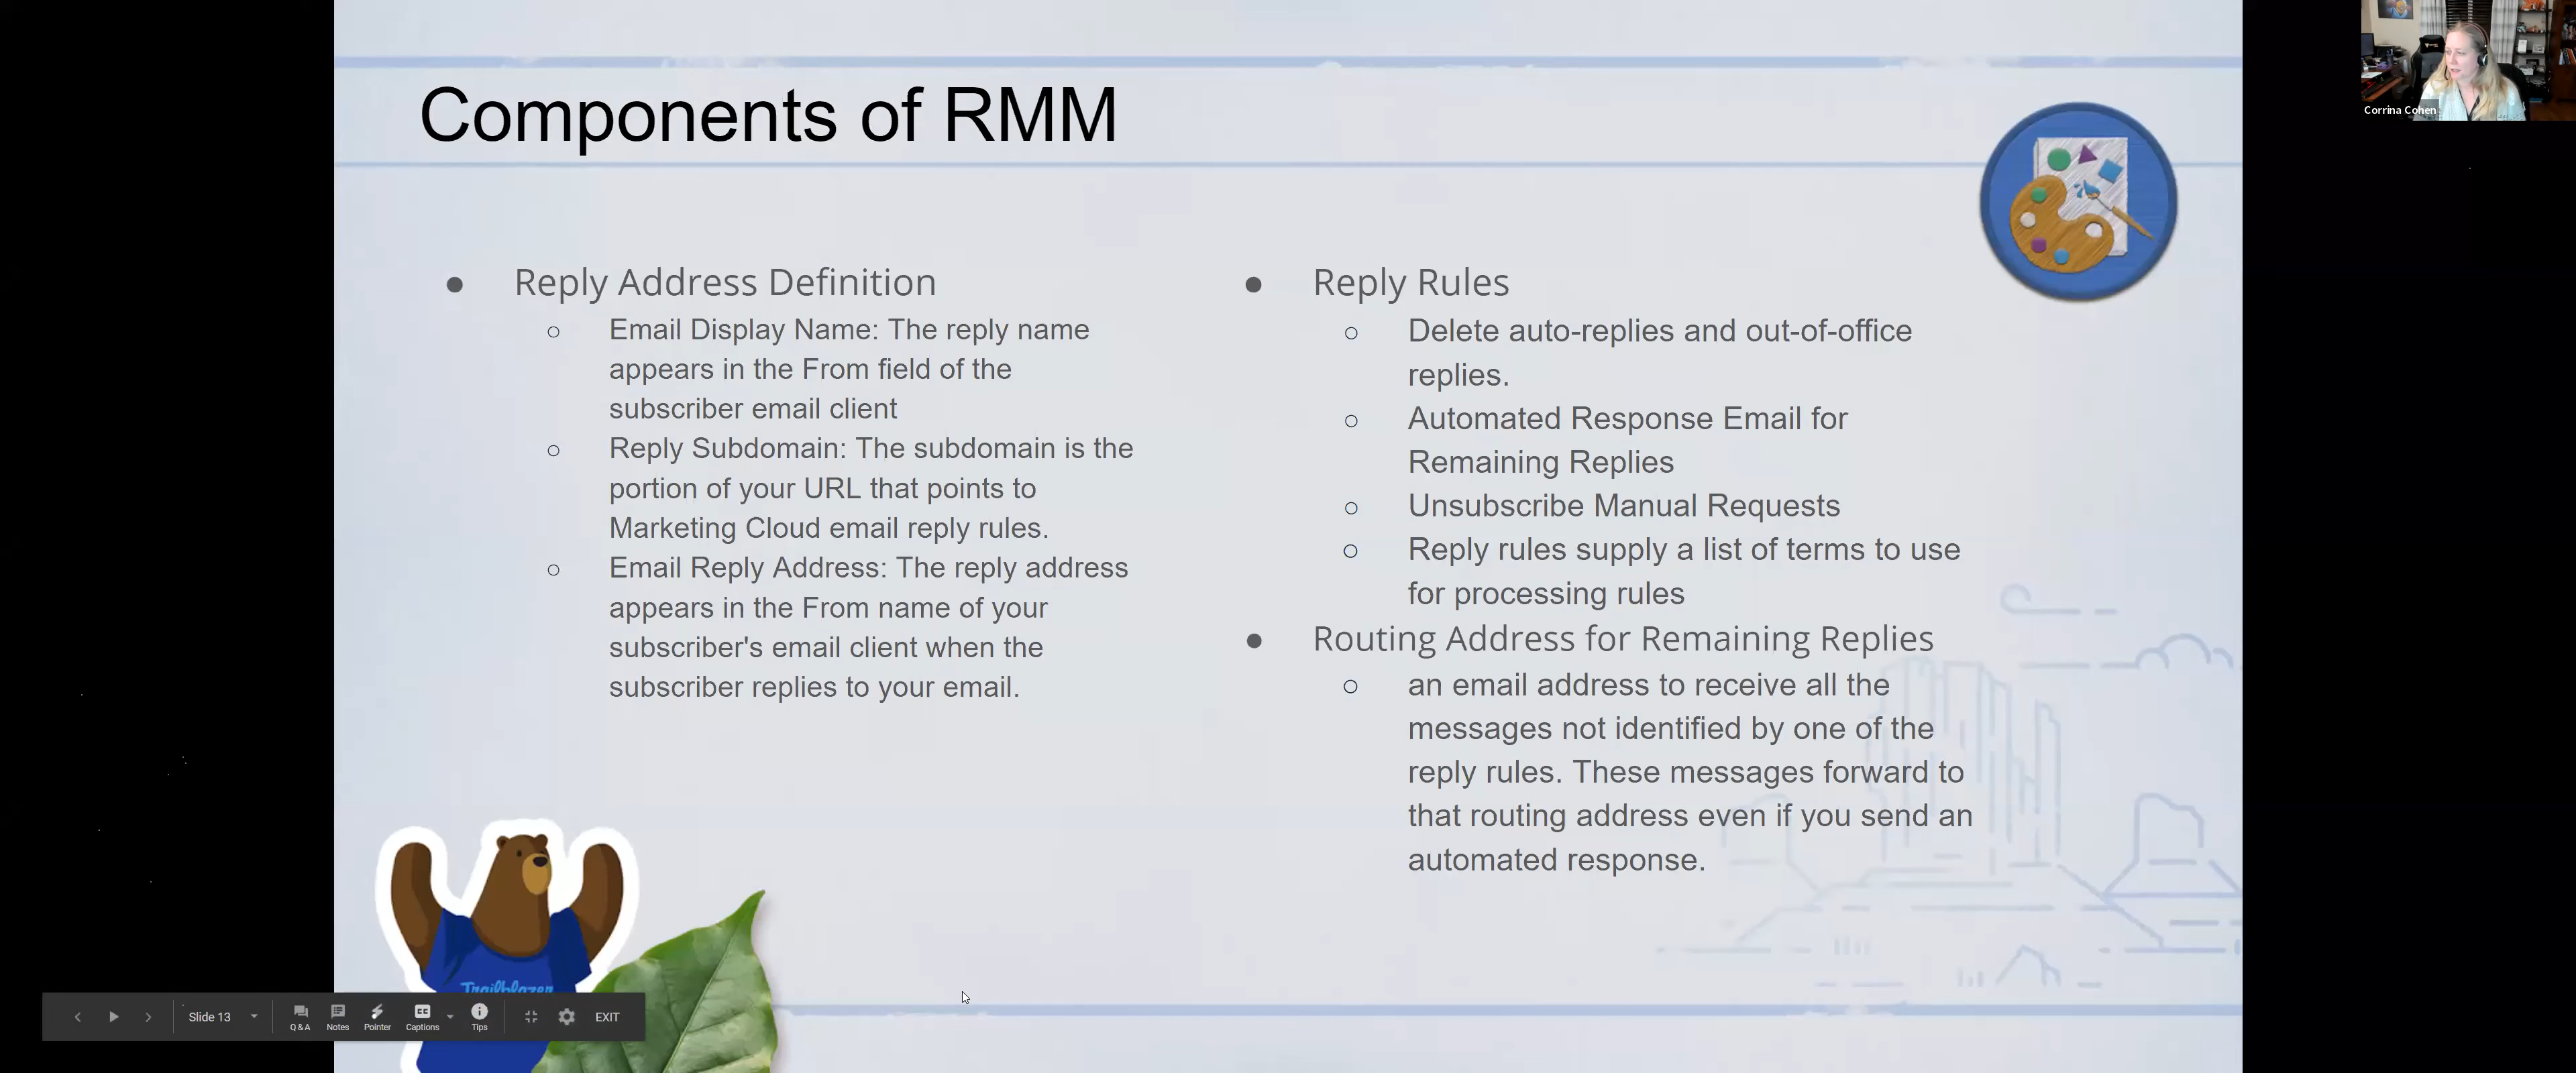 Components of RMM
Corrina Cohen
● Reply Address Definition
○ Email Display Name: The reply name
appears in the From field of the
subscriber email client
○ Reply Subdomain: The subdomain is the
portion of your URL that points to
Marketing Cloud email reply rules.
○ Email Reply Address: The reply address
appears in the From name of your
subscriber's email client when the
subscriber replies to your email.
● Reply Rules
○ Delete auto-replies and out-of-office
replies.
○ Automated Response Email for
Remaining Replies
○ Unsubscribe Manual Requests
○ Reply rules supply a list of terms to use
for processing rules
● Routing Address for Remaining Replies
○ an email address to receive all the
messages not identified by one of the
reply rules. These messages forward to
that routing address even if you send an
automated response.
Trailblazer
Slide 13
Q & A
Notes
Pointer
CC
Captions
Tips
EXIT